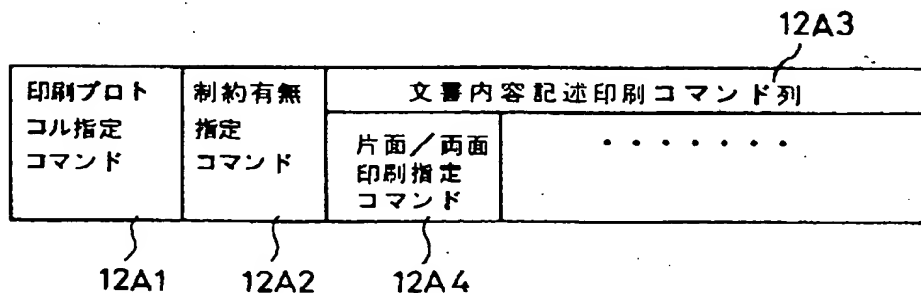 12A3
印刷プロト
コル指定
コマンド
制約有無
指定
コマンド
文書内容記述印刷コマンド列
片面／両面
印刷指定
コマンド
・・・・・・・
12A1
12A2
12A4